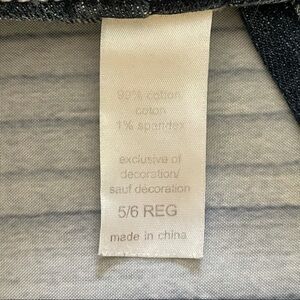 99% cotton
coton
1% spandex
exclusive of
decoration/
sauf décoration
5/6 REG
made in china